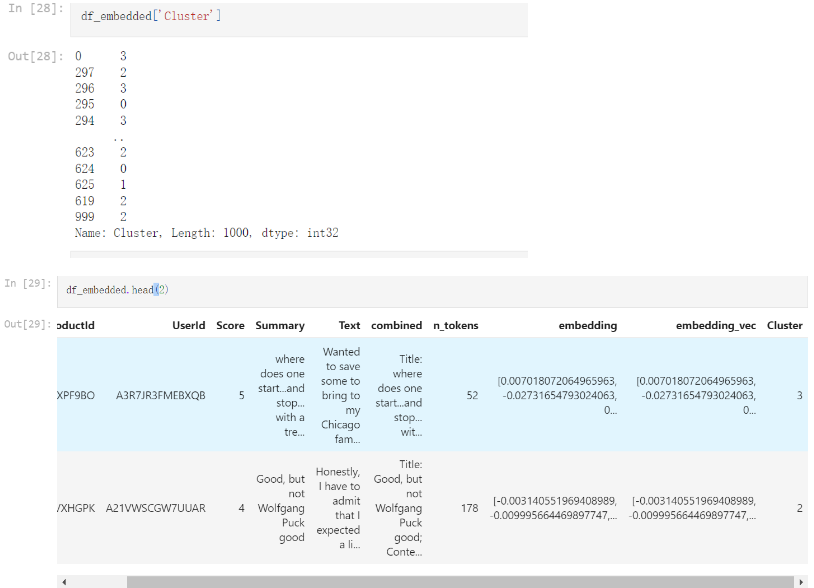 In [28]:
df_embedded['Cluster']
Out[28]:
0 3
297 2
296 3
295 0
294 3
..
623 2
624 0
625 1
619 2
999 2
Name: Cluster, Length: 1000, dtype: int32
In [29]:
df_embedded.head(2)
Out[29]:
oductId UserId Score Summary Text combined n_tokens embedding embedding_vec Cluster
XPF9BO A3R7JR3FMEBXQB 5 where does one start...and stop... with a tre... Wanted to save some to bring to my Chicago fam... Title: where does one start...and stop... wit... 52 [0.007018072064965963, -0.02731654793024063, 0... [0.007018072064965963, -0.02731654793024063, 0... 3
/XHGPK A21VWSCGW7UUAR 4 Good, but not Wolfgang Puck good Honestly, I have to admit that I expected a li... Title: Good, but not Wolfgang Puck good; Conte... 178 [-0.003140551969408989, -0.009995664469897747,... [-0.003140551969408989, -0.009995664469897747,... 2